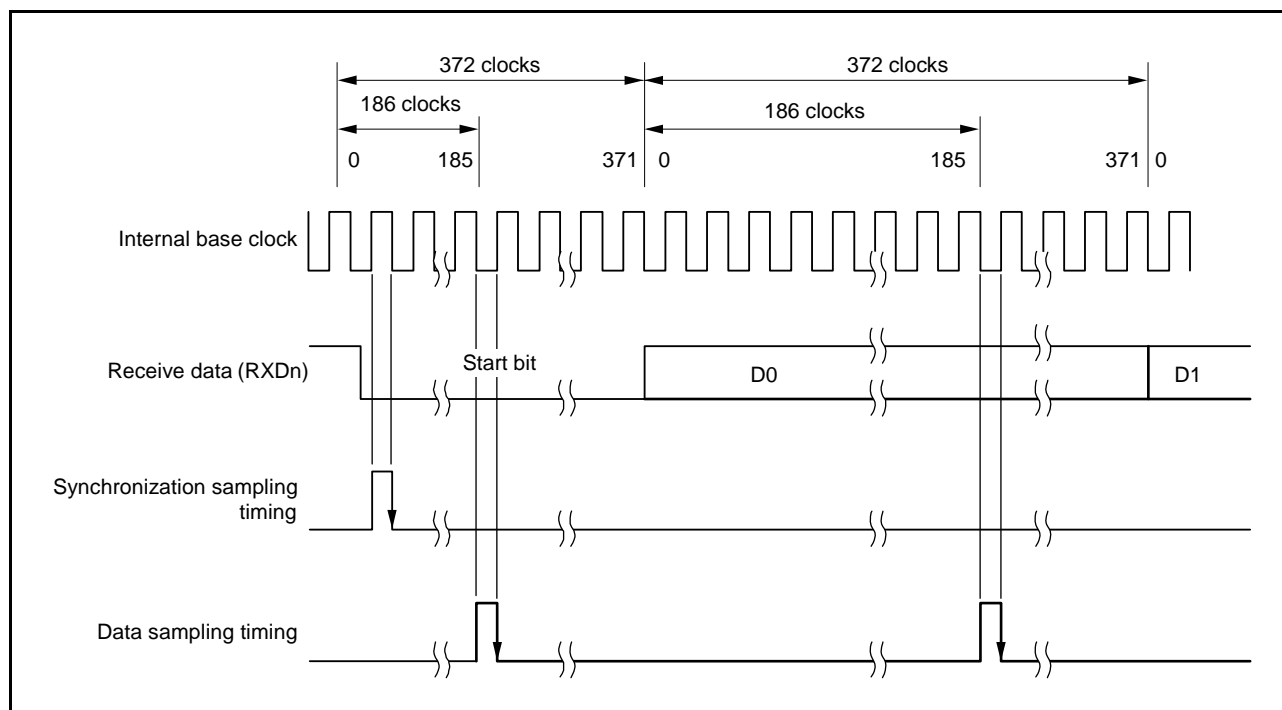 372 clocks 372 clocks
186 clocks 186 clocks
0 185 371 0 185 371 0
Internal base clock
Receive data (RXDn) Start bit D0 D1
Synchronization sampling
timing
Data sampling timing